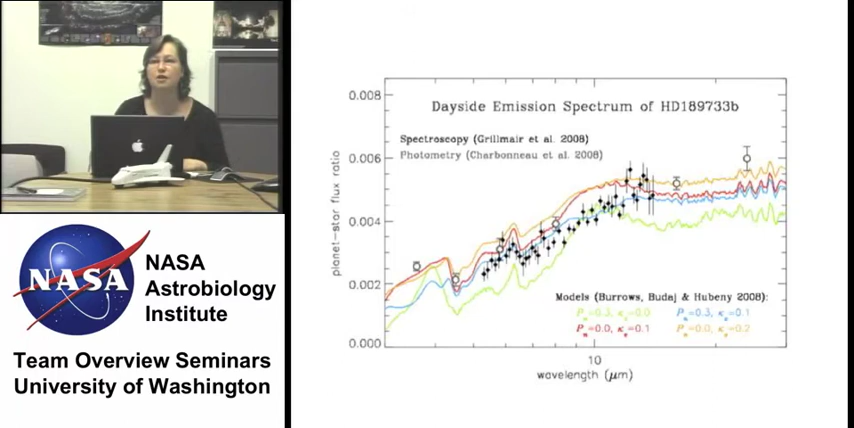 NASA
NASA
Astrobiology
Institute
Team Overview Seminars
University of Washington
Dayside Emission Spectrum of HD189733b
Spectroscopy (Grillmair et al. 2008)
Photometry (Charbonneau et al. 2008)
planet-star flux ratio
0.008
0.006
0.004
0.002
0.000
Models (Burrows, Budaj & Hubeny 2008):
Pₙ=0.3, κₑ=0.0 Pₙ=0.3, κₑ=0.1
Pₙ=0.0, κₑ=0.1 Pₙ=0.0, κₑ=0.2
10
wavelength (μm)